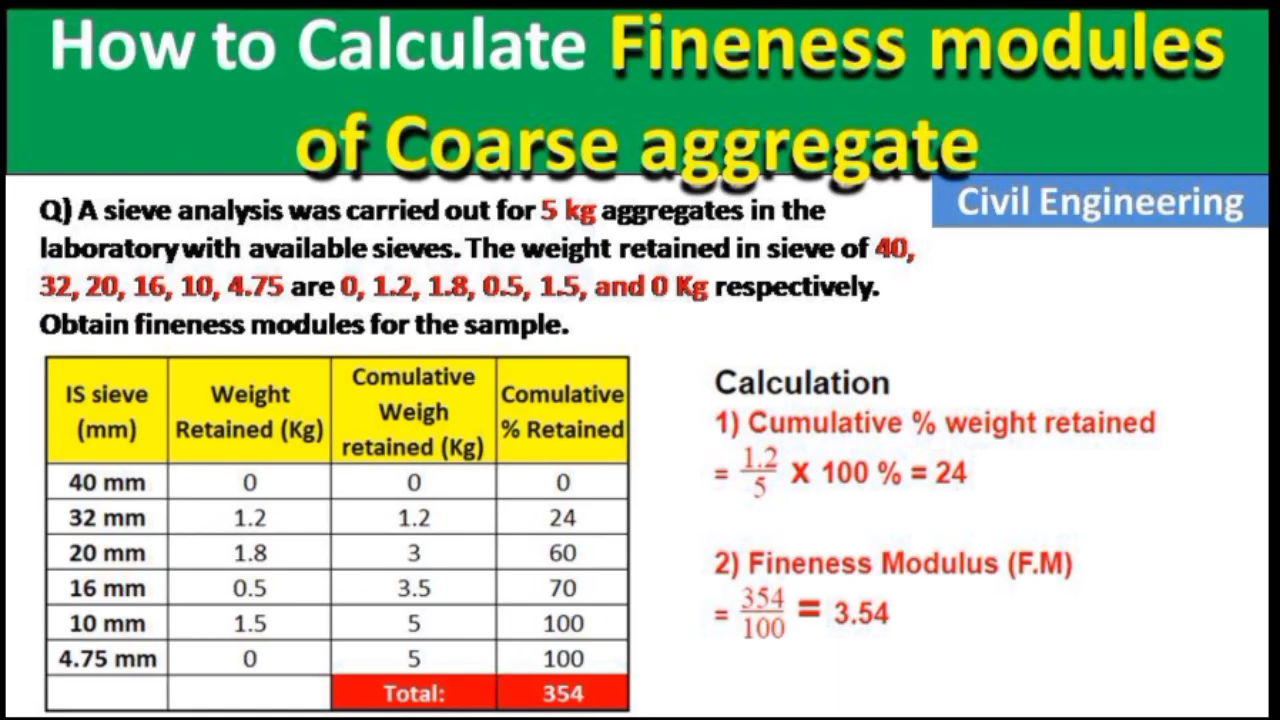 How to Calculate Fineness modules
of Coarse aggregate
Civil Engineering
Q) A sieve analysis was carried out for 5 kg aggregates in the
laboratory with available sieves. The weight retained in sieve of 40,
32, 20, 16, 10, 4.75 are 0, 1.2, 1.8, 0.5, 1.5, and 0 Kg respectively.
Obtain fineness modules for the sample.
IS sieve (mm) Weight Retained (Kg) Comulative Weigh retained (Kg) Comulative % Retained
40 mm 0 0 0
32 mm 1.2 1.2 24
20 mm 1.8 3 60
16 mm 0.5 3.5 70
10 mm 1.5 5 100
4.75 mm 0 5 100
Total: 354
Calculation
1) Cumulative % weight retained
= 1.2/5 X 100 % = 24
2) Fineness Modulus (F.M)
= 354/100 = 3.54